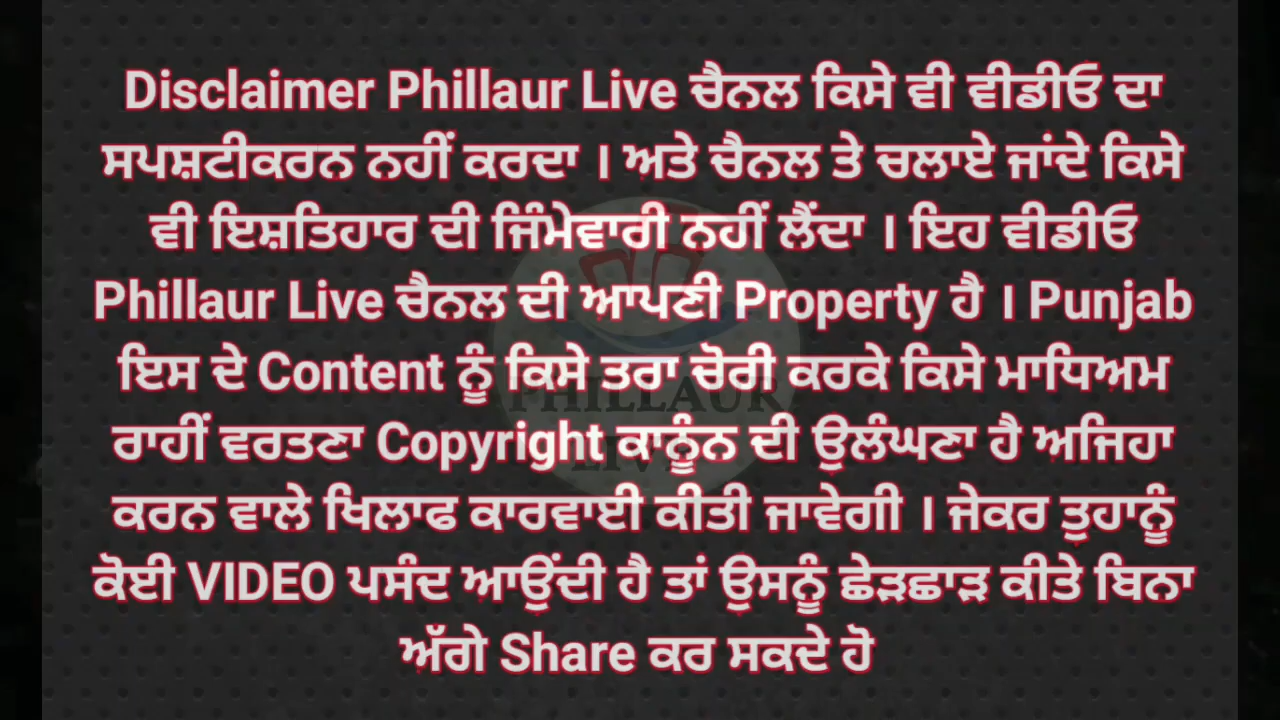 Disclaimer Phillaur Live ਚੈਨਲ ਕਿਸੇ ਵੀ ਵੀਡੀਓ ਦਾ
ਸਪਸ਼ਟੀਕਰਨ ਨਹੀਂ ਕਰਦਾ । ਅਤੇ ਚੈਨਲ ਤੇ ਚਲਾਏ ਜਾਂਦੇ ਕਿਸੇ
ਵੀ ਇਸ਼ਤਿਹਾਰ ਦੀ ਜਿੰਮੇਵਾਰੀ ਨਹੀਂ ਲੈਂਦਾ । ਇਹ ਵੀਡੀਓ
Phillaur Live ਚੈਨਲ ਦੀ ਆਪਣੀ Property ਹੈ । Punjab
ਇਸ ਦੇ Content ਨੂੰ ਕਿਸੇ ਤਰਾ ਚੋਰੀ ਕਰਕੇ ਕਿਸੇ ਮਾਧਿਅਮ
ਰਾਹੀਂ ਵਰਤਣਾ Copyright ਕਾਨੂੰਨ ਦੀ ਉਲੰਘਣਾ ਹੈ ਅਜਿਹਾ
ਕਰਨ ਵਾਲੇ ਖਿਲਾਫ ਕਾਰਵਾਈ ਕੀਤੀ ਜਾਵੇਗੀ । ਜੇਕਰ ਤੁਹਾਨੂੰ
ਕੋਈ VIDEO ਪਸੰਦ ਆਉਂਦੀ ਹੈ ਤਾਂ ਉਸਨੂੰ ਛੇੜਛਾੜ ਕੀਤੇ ਬਿਨਾ
ਅੱਗੇ Share ਕਰ ਸਕਦੇ ਹੋ
PHILLAUR
LIVE